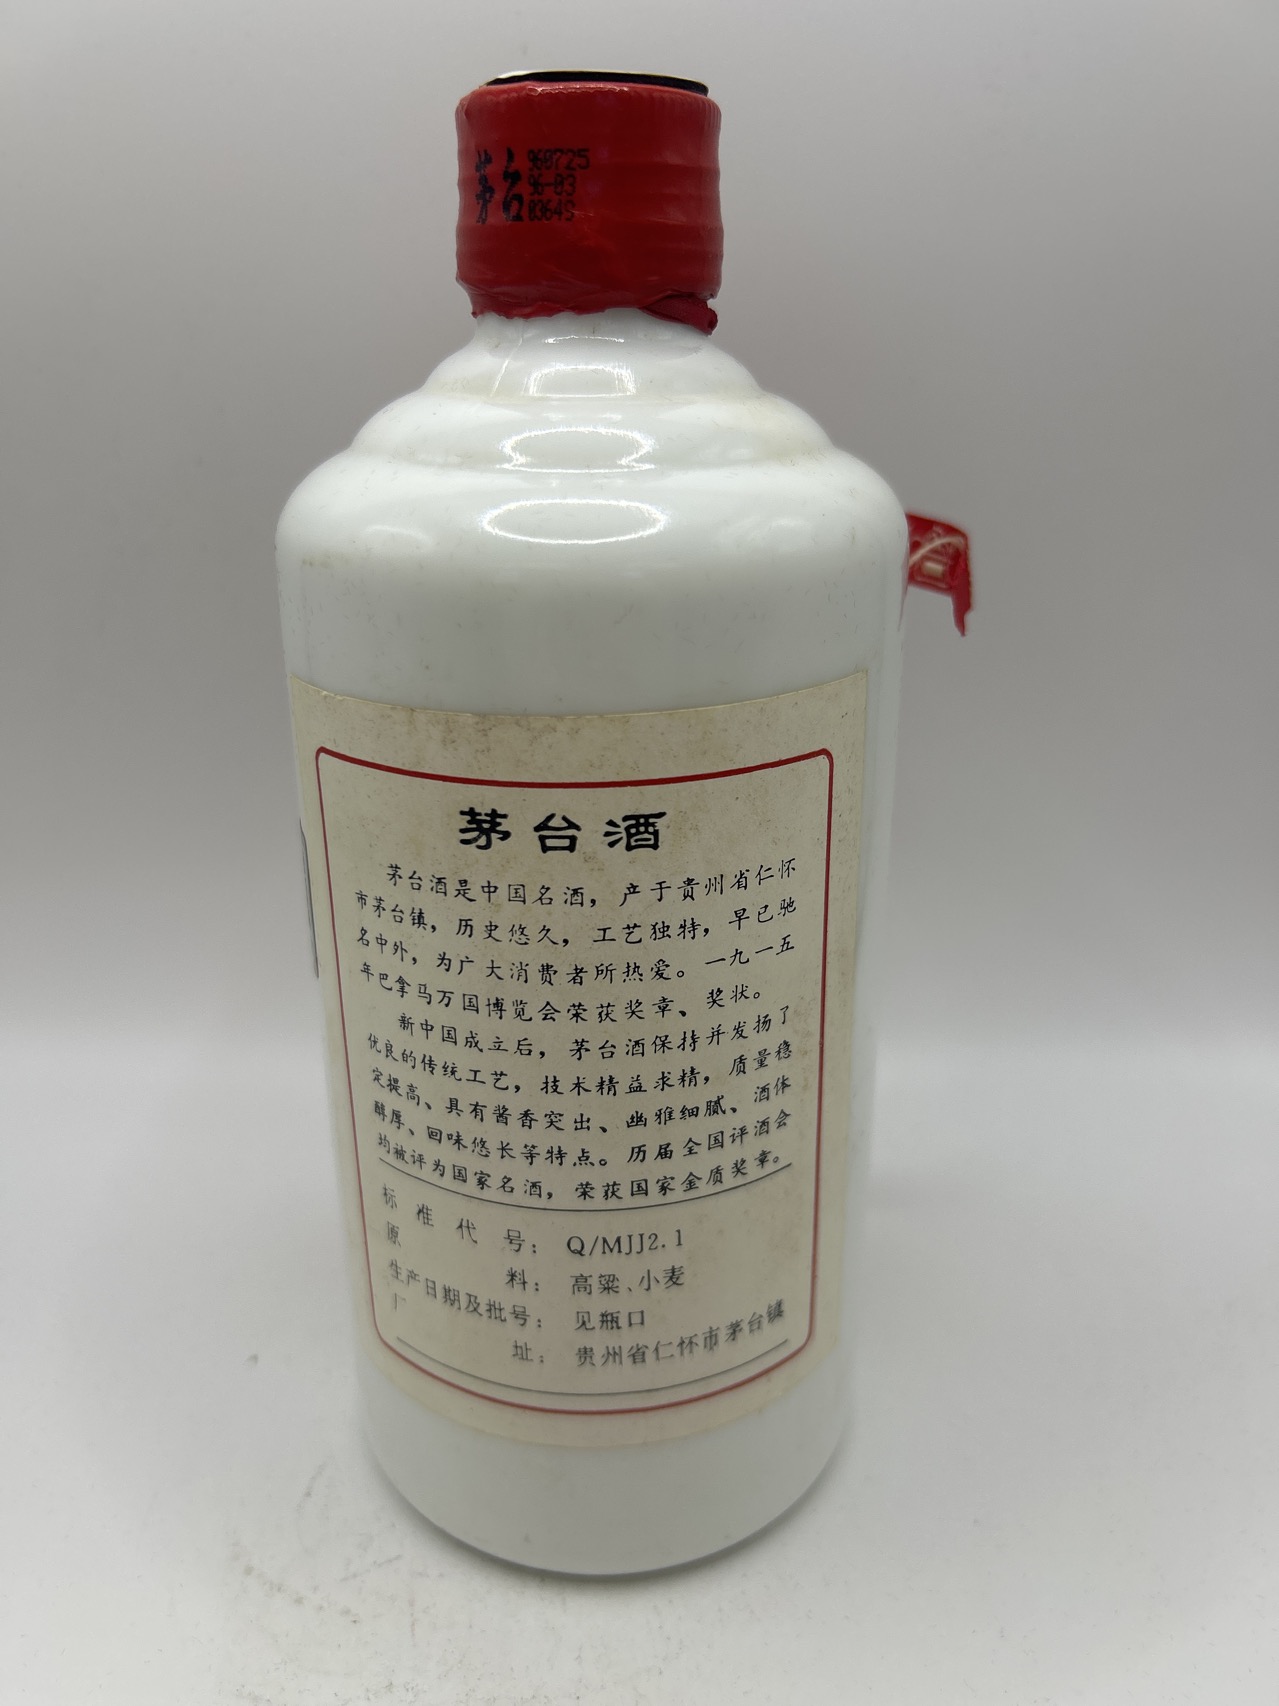 茅台
960725
96-03
03649
茅台酒
茅台酒是中国名酒，产于贵州省仁怀
市茅台镇，历史悠久，工艺独特，早已驰
名中外，为广大消费者所热爱。一九一五
年巴拿马万国博览会荣获奖章、奖状。
新中国成立后，茅台酒保持并发扬了
优良的传统工艺，技术精益求精，质量稳
定提高、具有酱香突出、幽雅细腻、酒体
醇厚、回味悠长等特点。历届全国评酒会
均被评为国家名酒，荣获国家金质奖章。
标准代号：Q/MJJ2.1
原料：高粱、小麦
生产日期及批号：见瓶口
厂址：贵州省仁怀市茅台镇